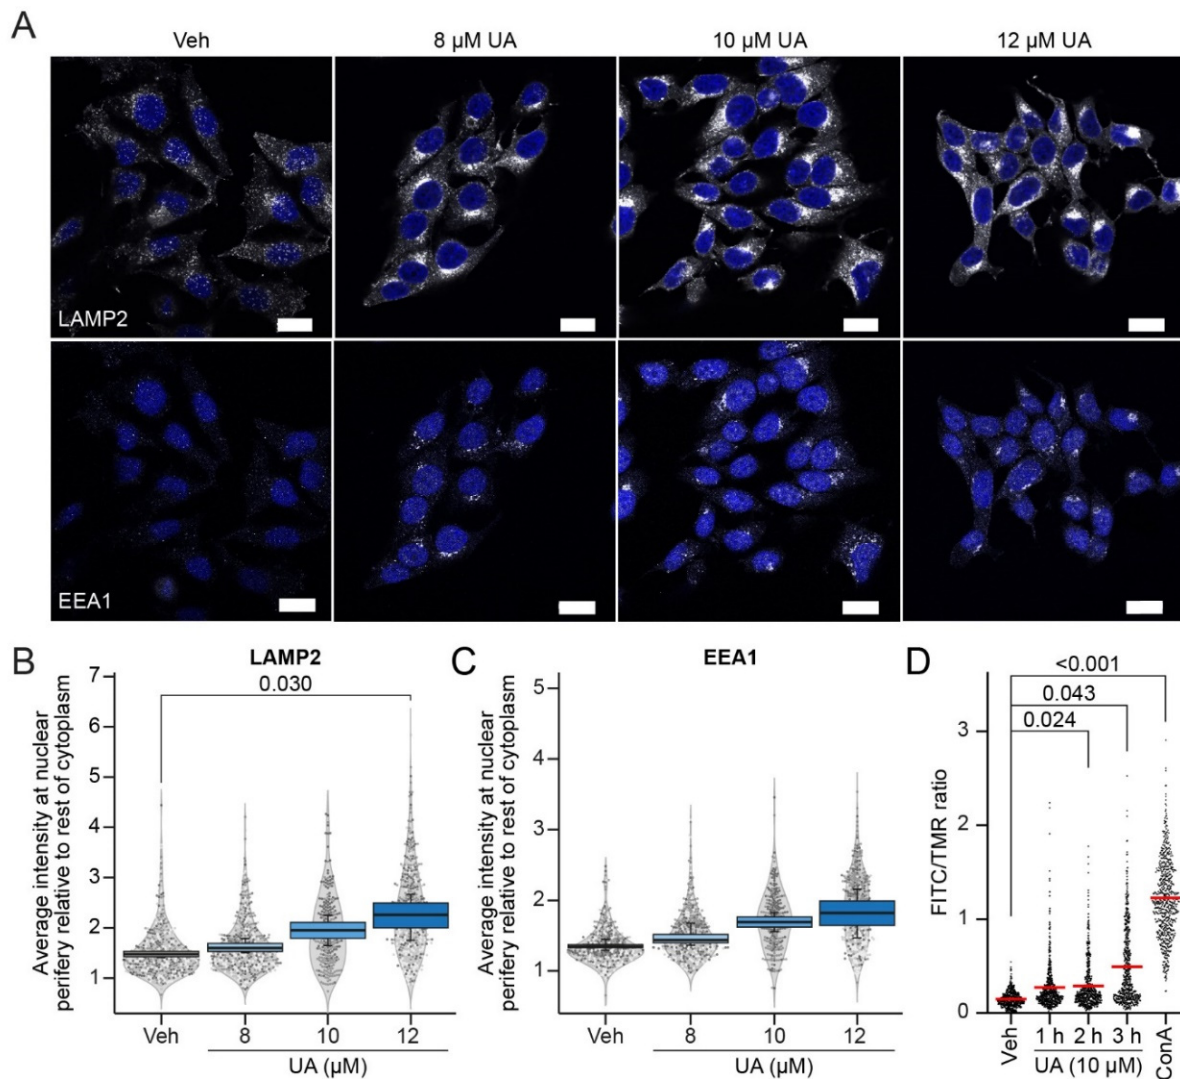 A
Veh
8 µM UA
10 µM UA
12 µM UA
LAMP2
EEA1
B
LAMP2
Average intensity at nuclear
perifery relative to rest of cytoplasm
7
6
5
4
3
2
1
0.030
Veh
8
10
12
UA (µM)
C
EEA1
Average intensity at nuclear
perifery relative to rest of cytoplasm
5
4
3
2
1
Veh
8
10
12
UA (µM)
D
<0.001
0.043
0.024
FITC/TMR ratio
3
2
1
0
Veh
1 h
2 h
3 h
ConA
UA (10 µM)